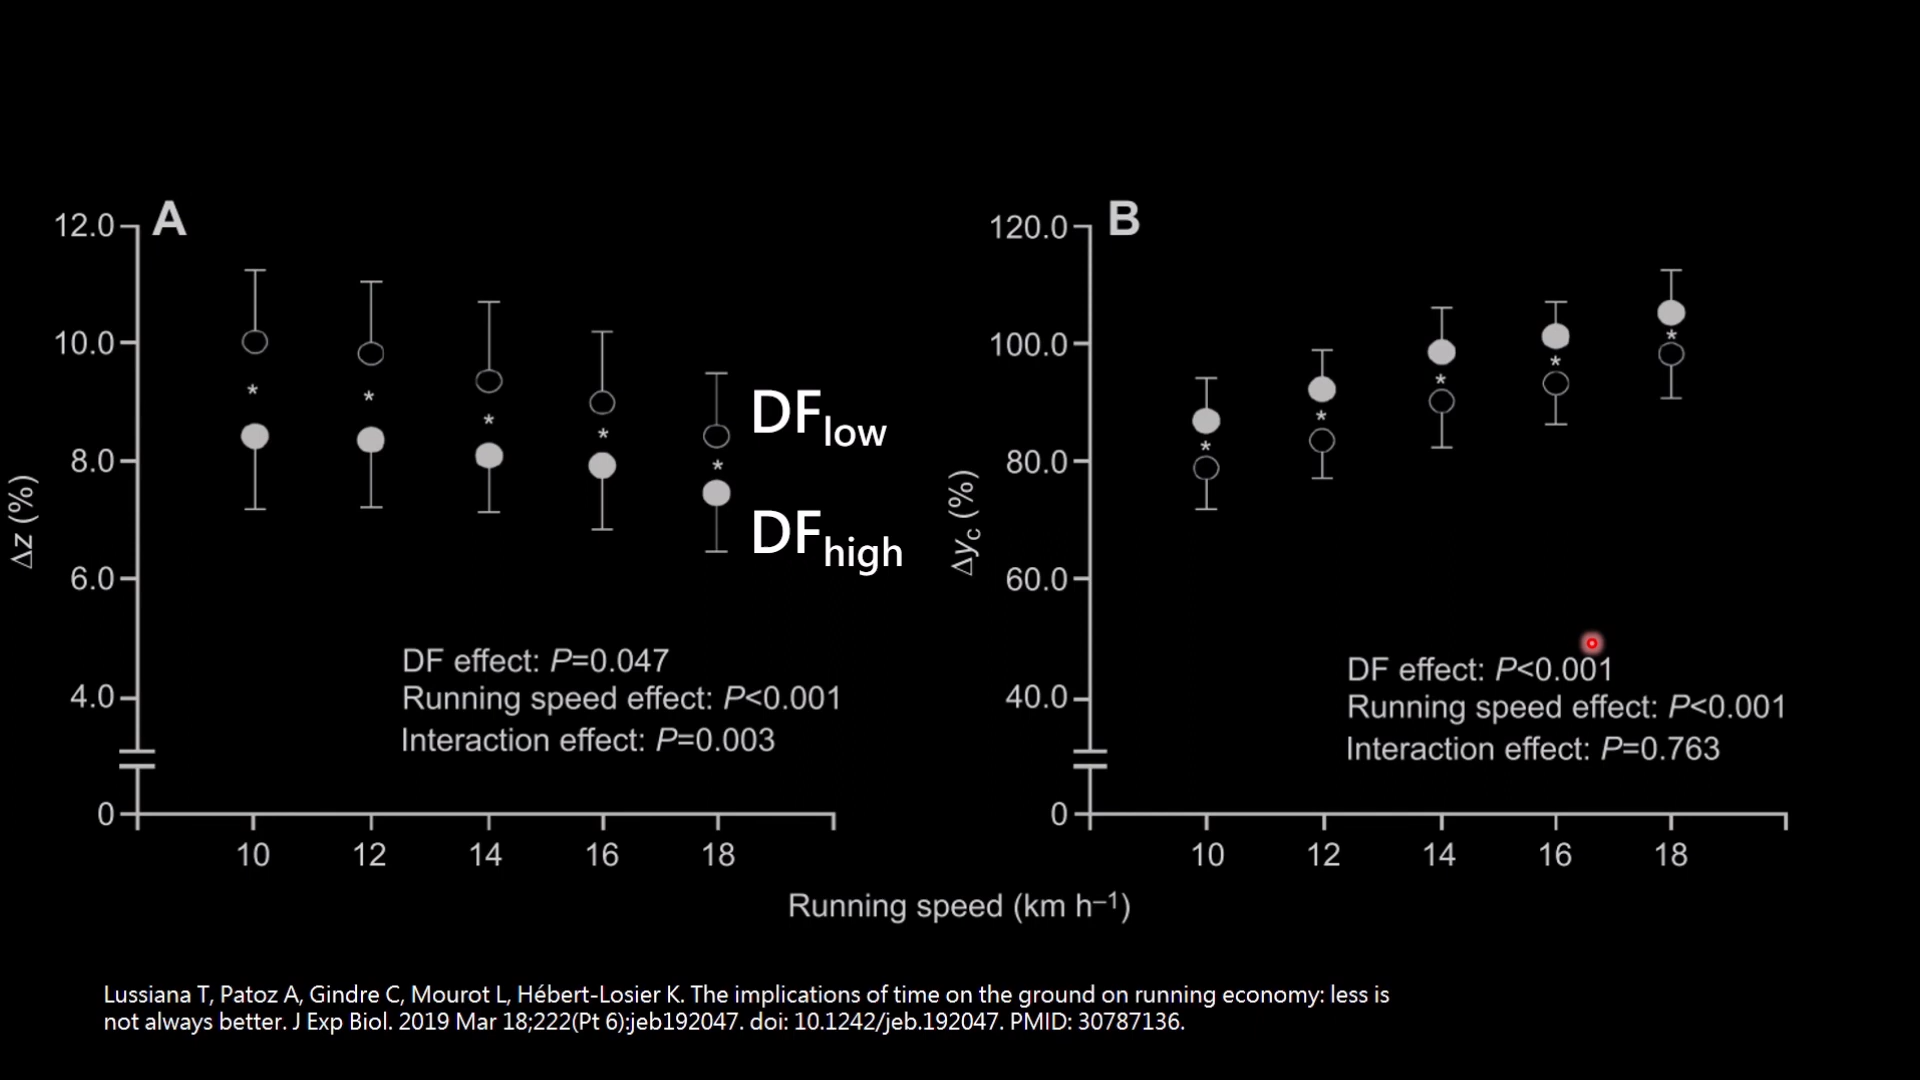 A
12.0
10.0
8.0
6.0
4.0
0
Δz (%)
* * * * *
DFlow
DFhigh
DF effect: P=0.047
Running speed effect: P<0.001
Interaction effect: P=0.003
10 12 14 16 18
B
120.0
100.0
80.0
60.0
40.0
0
Δyc (%)
* * * * *
DF effect: P<0.001
Running speed effect: P<0.001
Interaction effect: P=0.763
10 12 14 16 18
Running speed (km h–1)
Lussiana T, Patoz A, Gindre C, Mourot L, Hébert-Losier K. The implications of time on the ground on running economy: less is
not always better. J Exp Biol. 2019 Mar 18;222(Pt 6):jeb192047. doi: 10.1242/jeb.192047. PMID: 30787136.